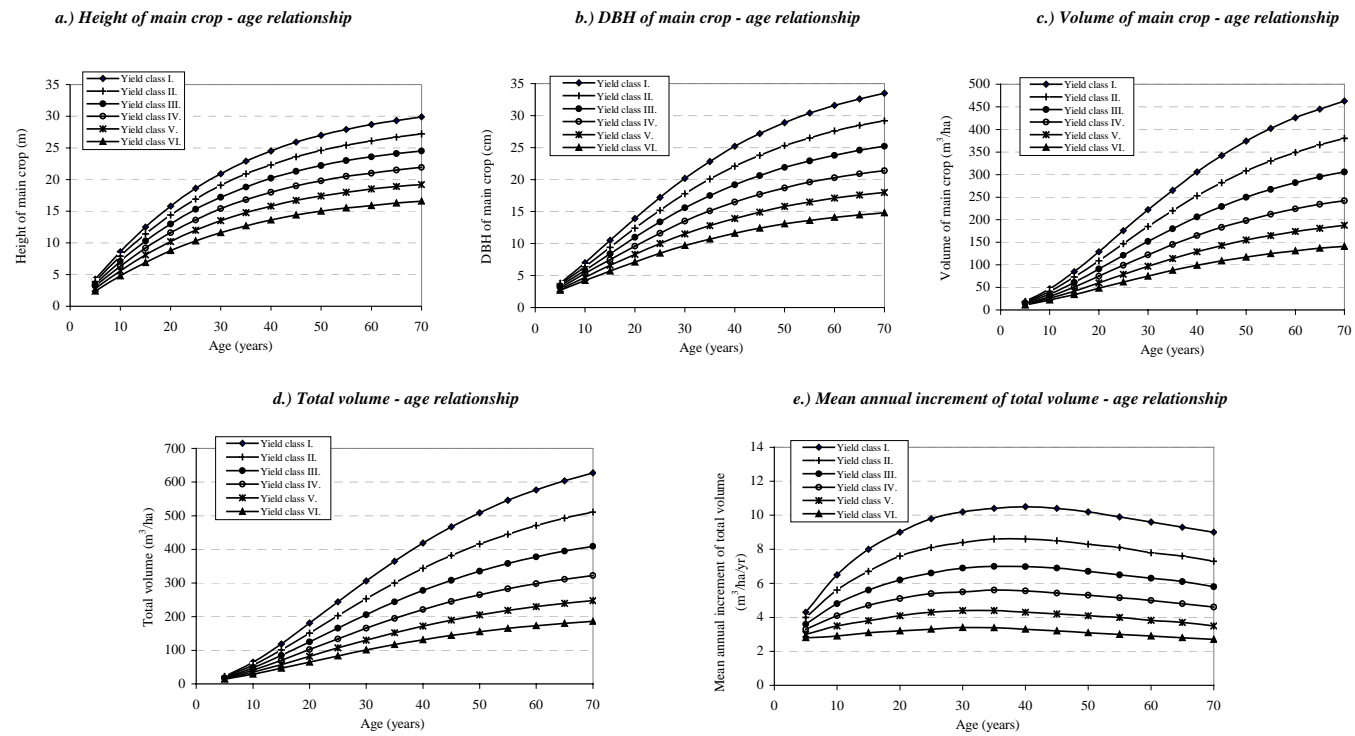 a.) Height of main crop - age relationship
b.) DBH of main crop - age relationship
c.) Volume of main crop - age relationship
Height of main crop (m)
35
30
25
20
15
10
5
0
Yield class I.
Yield class II.
Yield class III.
Yield class IV.
Yield class V.
Yield class VI.
0 10 20 30 40 50 60 70
Age (years)
DBH of main crop (cm)
35
30
25
20
15
10
5
0
Yield class I.
Yield class II.
Yield class III.
Yield class IV.
Yield class V.
Yield class VI.
0 10 20 30 40 50 60 70
Age (years)
Volume of main crop (m³/ha)
500
450
400
350
300
250
200
150
100
50
0
Yield class I.
Yield class II.
Yield class III.
Yield class IV.
Yield class V.
Yield class VI.
0 10 20 30 40 50 60 70
Age (years)
d.) Total volume - age relationship
e.) Mean annual increment of total volume - age relationship
Total volume (m³/ha)
700
600
500
400
300
200
100
0
Yield class I.
Yield class II.
Yield class III.
Yield class IV.
Yield class V.
Yield class VI.
0 10 20 30 40 50 60 70
Age (years)
Mean annual increment of total volume
(m³/ha/yr)
14
12
10
8
6
4
2
0
Yield class I.
Yield class II.
Yield class III.
Yield class IV.
Yield class V.
Yield class VI.
0 10 20 30 40 50 60 70
Age (years)